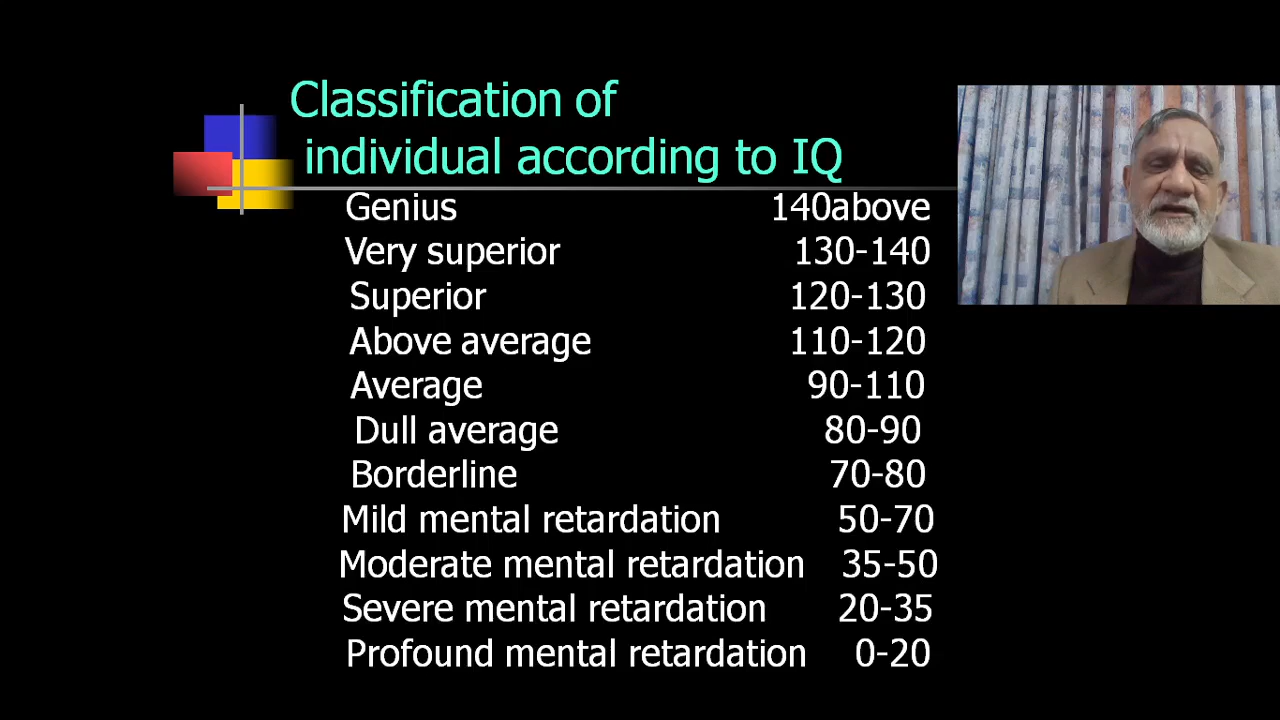 Classification of
individual according to IQ
Genius 140above
Very superior 130-140
Superior 120-130
Above average 110-120
Average 90-110
Dull average 80-90
Borderline 70-80
Mild mental retardation 50-70
Moderate mental retardation 35-50
Severe mental retardation 20-35
Profound mental retardation 0-20